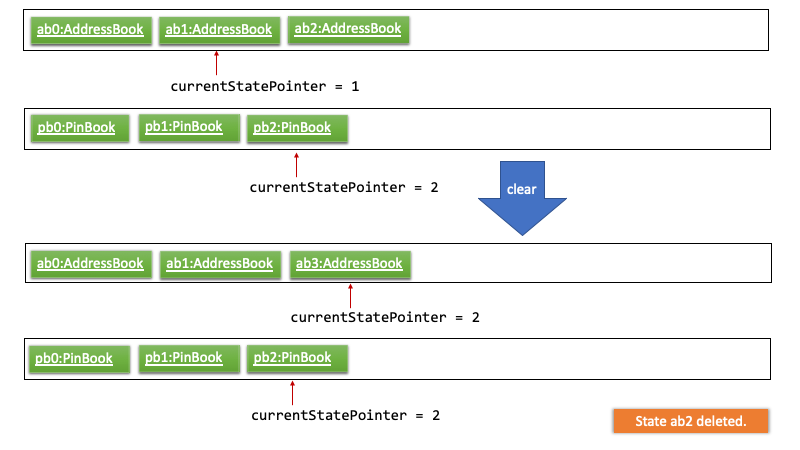 ab0:AddressBook ab1:AddressBook ab2:AddressBook
currentStatePointer = 1
pb0:PinBook pb1:PinBook pb2:PinBook
currentStatePointer = 2
clear
ab0:AddressBook ab1:AddressBook ab3:AddressBook
currentStatePointer = 2
pb0:PinBook pb1:PinBook pb2:PinBook
currentStatePointer = 2
State ab2 deleted.